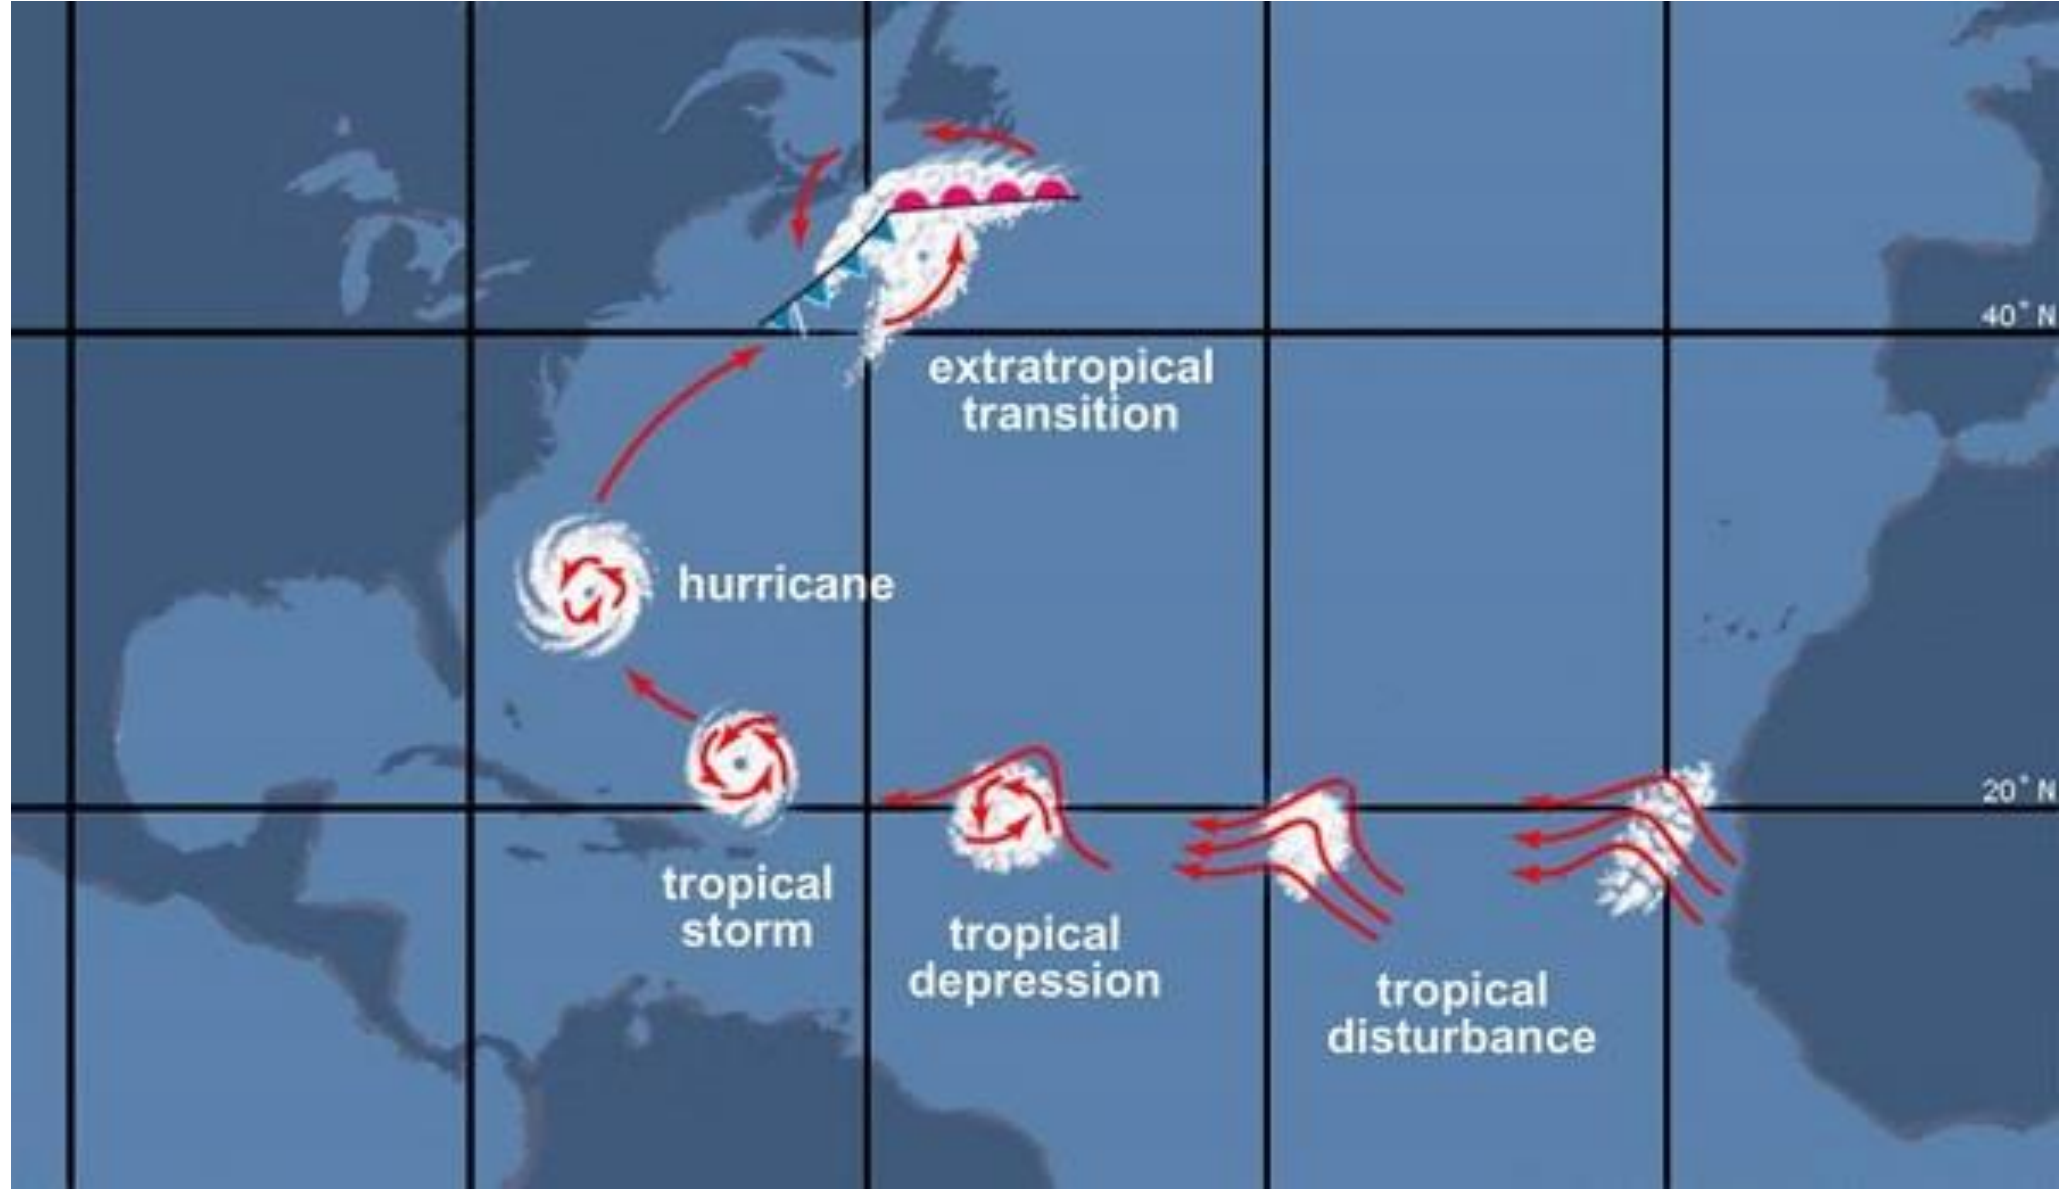 40° N
extratropical
transition
hurricane
20° N
tropical
storm
tropical
depression
tropical
disturbance